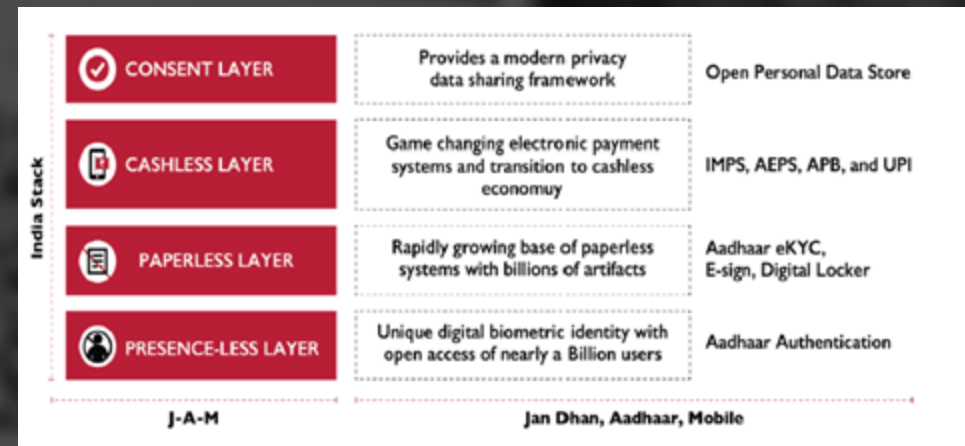 India Stack
CONSENT LAYER
Provides a modern privacy
data sharing framework
Open Personal Data Store
CASHLESS LAYER
Game changing electronic payment
systems and transition to cashless
economuy
IMPS, AEPS, APB, and UPI
PAPERLESS LAYER
Rapidly growing base of paperless
systems with billions of artifacts
Aadhaar eKYC,
E-sign, Digital Locker
PRESENCE-LESS LAYER
Unique digital biometric identity with
open access of nearly a Billion users
Aadhaar Authentication
J-A-M
Jan Dhan, Aadhaar, Mobile